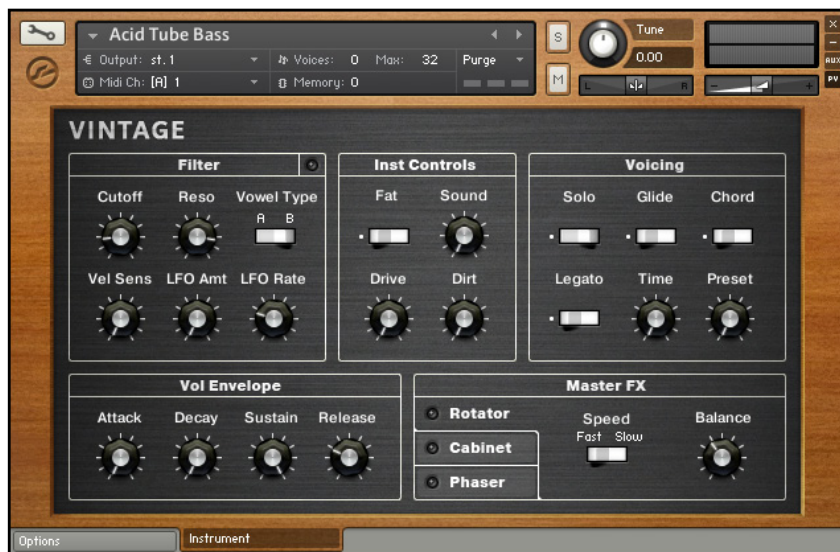 Acid Tube Bass
Output: st.1 Voices: 0 Max: 32 Purge
Midi Ch: [A] 1 Memory: 0
S
M
Tune
0.00
L R
- +
×
-
AUX
PV
VINTAGE
Filter
Cutoff Reso Vowel Type
A B
Vel Sens LFO Amt LFO Rate
Inst Controls
Fat Sound
Drive Dirt
Voicing
Solo Glide Chord
Legato Time Preset
Vol Envelope
Attack Decay Sustain Release
Master FX
Rotator
Cabinet
Phaser
Speed
Fast Slow
Balance
Options
Instrument